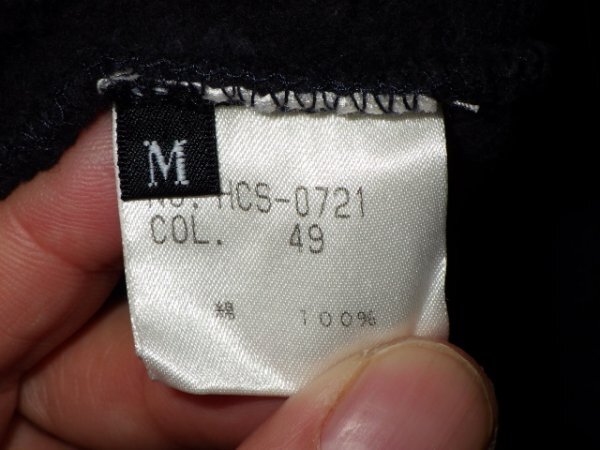 M
NO. HCS-0721
COL. 49
綿 100%